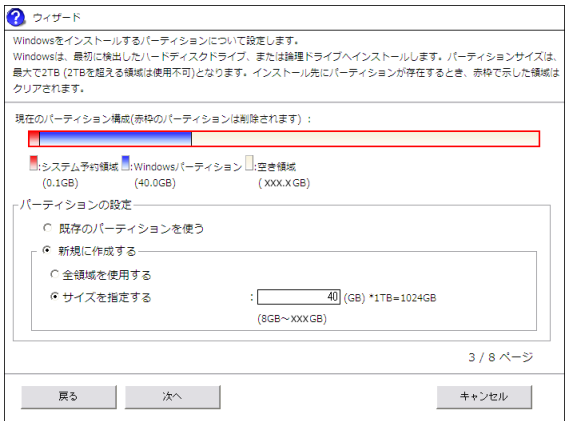 ウィザード
Windowsをインストールするパーティションについて設定します。
Windowsは、最初に検出したハードディスクドライブ、または論理ドライブへインストールします。パーティションサイズは、
最大で2TB (2TBを超える領域は使用不可)となります。インストール先にパーティションが存在するとき、赤枠で示した領域は
クリアされます。
現在のパーティション構成(赤枠のパーティションは削除されます) :
:システム予約領域 :Windowsパーティション :空き領域
(0.1GB) (40.0GB) ( XXX.X GB)
パーティションの設定
既存のパーティションを使う
新規に作成する
全領域を使用する
サイズを指定する : 40 (GB) *1TB=1024GB
(8GB～XXXGB)
3 / 8 ページ
戻る 次へ キャンセル